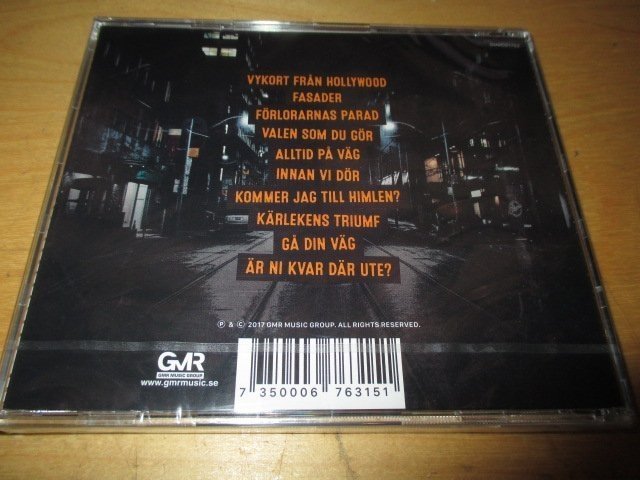 VYKORT FRÅN HOLLYWOOD
FASADER
FÖRLORARNAS PARAD
VALEN SOM DU GÖR
ALLTID PÅ VÄG
INNAN VI DÖR
KOMMER JAG TILL HIMLEN?
KÄRLEKENS TRIUMF
GÅ DIN VÄG
ÄR NI KVAR DÄR UTE?
Ⓟ & © 2017 GMR MUSIC GROUP. ALL RIGHTS RESERVED.
GMR
GMR MUSIC GROUP
www.gmrmusic.se
7 350006 763151